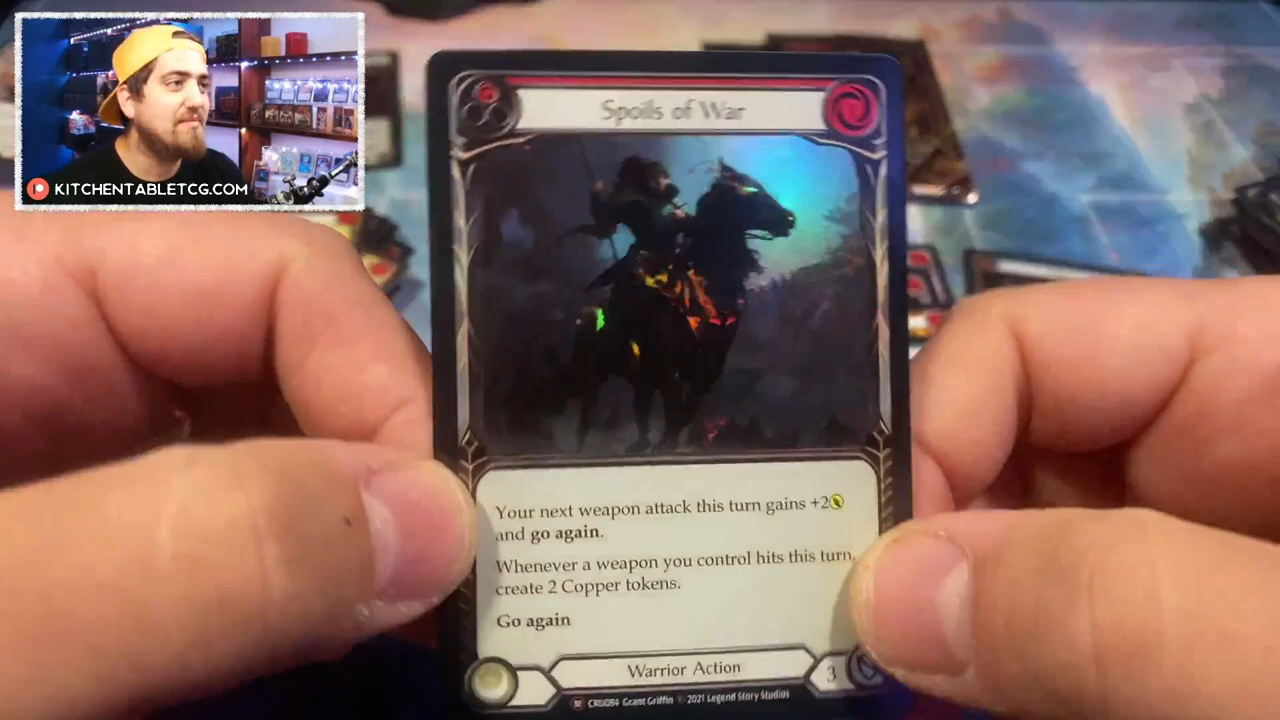 KITCHENTABLETCG.COM
Spoils of War
Your next weapon attack this turn gains +2
and go again.
Whenever a weapon you control hits this turn,
create 2 Copper tokens.
Go again
Warrior Action
3
CRU084 Grant Griffin © 2021 Legend Story Studios